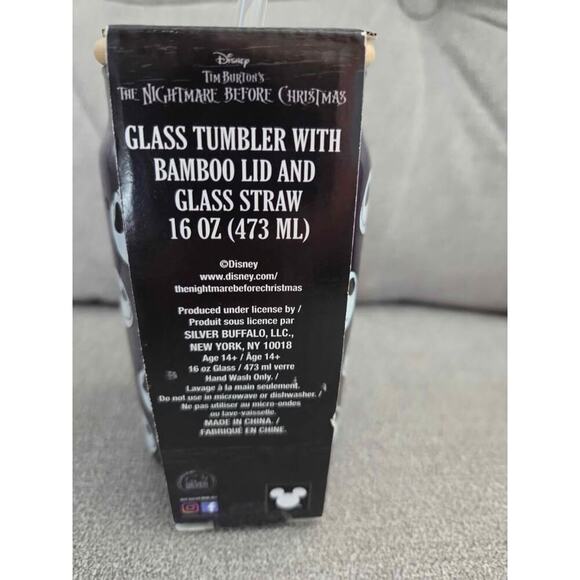 Disney
TIM BURTON'S
THE NIGHTMARE BEFORE CHRISTMAS
GLASS TUMBLER WITH
BAMBOO LID AND
GLASS STRAW
16 OZ (473 ML)
©Disney
www.disney.com/
thenightmarebeforechristmas
Produced under license by /
Produit sous licence par
SILVER BUFFALO, LLC.,
NEW YORK, NY 10018
Age 14+ / Âge 14+
16 oz Glass / 473 ml verre
Hand Wash Only. /
Lavage à la main seulement.
Do not use in microwave or dishwasher. /
Ne pas utiliser au micro-ondes
ou lave-vaisselle.
MADE IN CHINA. /
FABRIQUÉ EN CHINE.